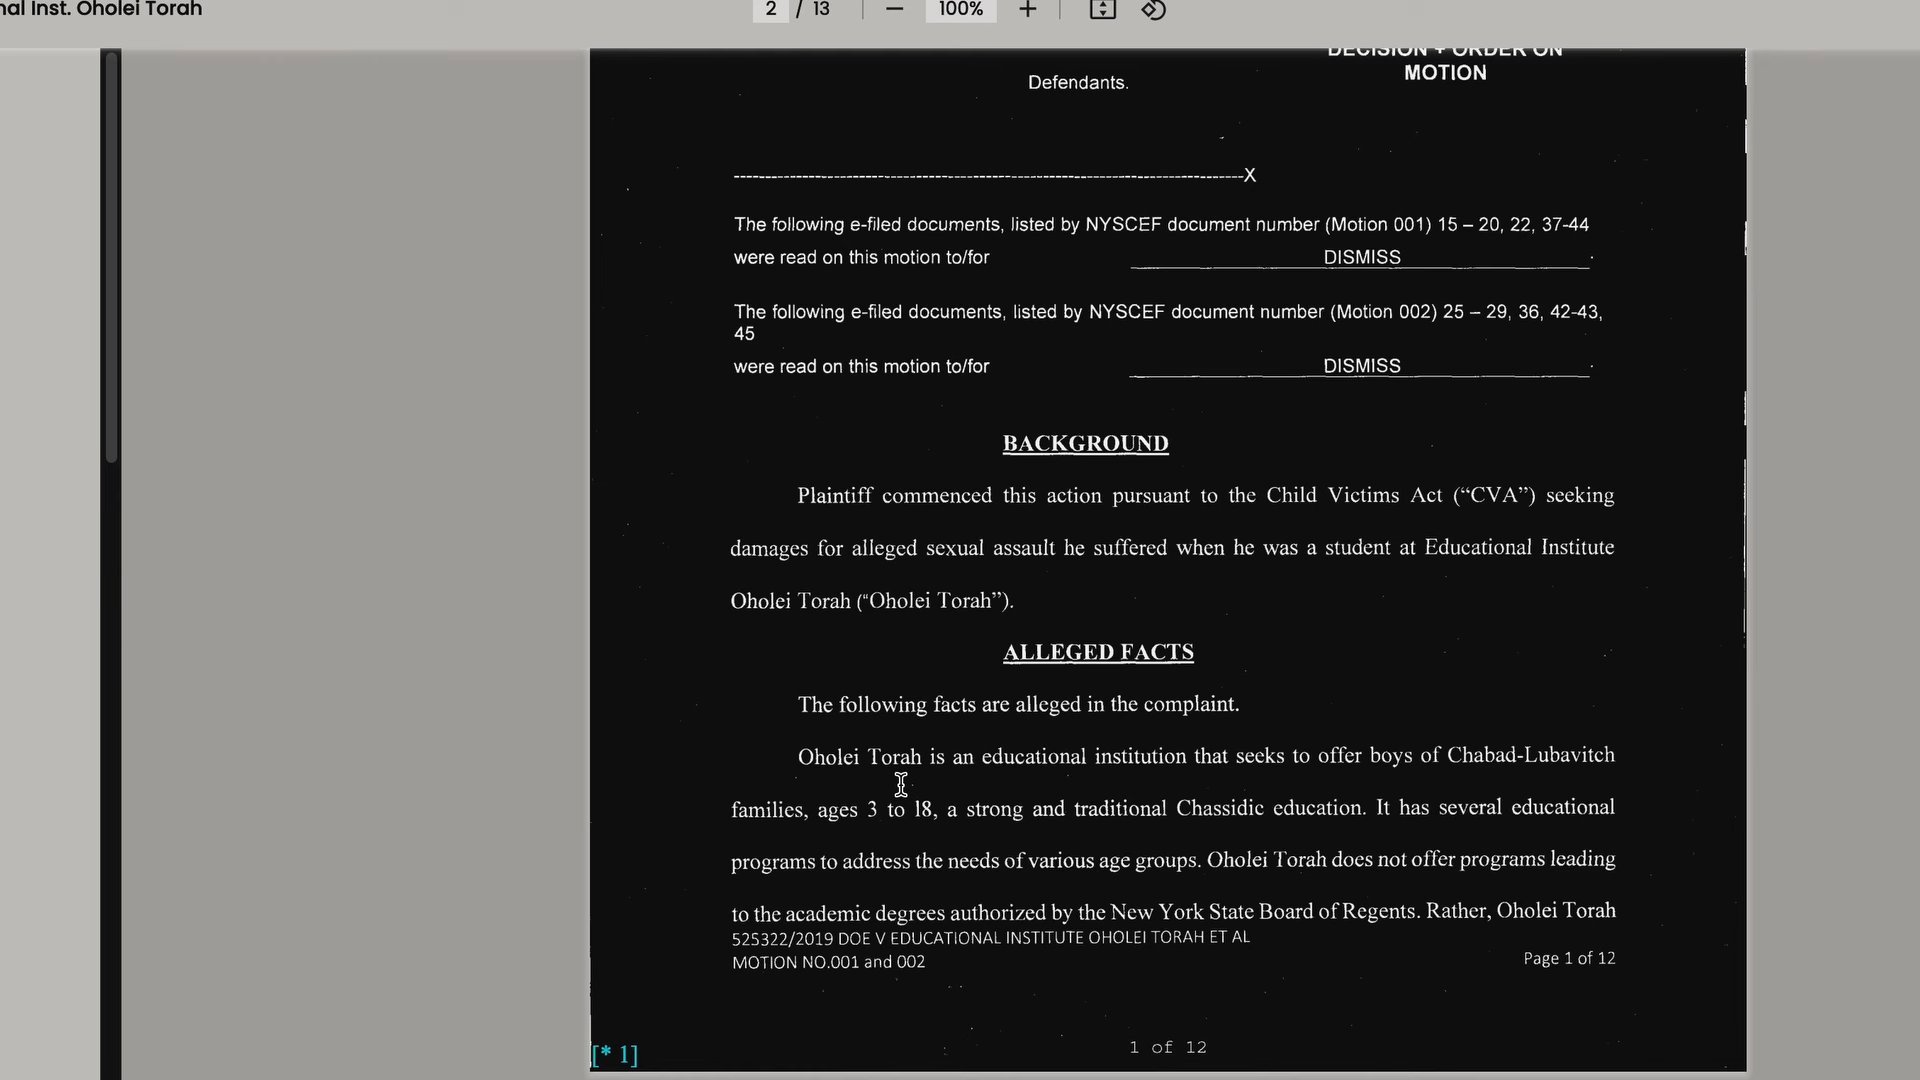 nal Inst. Oholei Torah
2 / 13
100%
DECISION + ORDER ON
MOTION
Defendants.
-----------------------------------------------------------------------------------X
The following e-filed documents, listed by NYSCEF document number (Motion 001) 15 – 20, 22, 37-44
were read on this motion to/for DISMISS .
The following e-filed documents, listed by NYSCEF document number (Motion 002) 25 – 29, 36, 42-43,
45
were read on this motion to/for DISMISS .
BACKGROUND
Plaintiff commenced this action pursuant to the Child Victims Act (“CVA”) seeking
damages for alleged sexual assault he suffered when he was a student at Educational Institute
Oholei Torah (“Oholei Torah”).
ALLEGED FACTS
The following facts are alleged in the complaint.
Oholei Torah is an educational institution that seeks to offer boys of Chabad-Lubavitch
families, ages 3 to 18, a strong and traditional Chassidic education. It has several educational
programs to address the needs of various age groups. Oholei Torah does not offer programs leading
to the academic degrees authorized by the New York State Board of Regents. Rather, Oholei Torah
525322/2019 DOE V EDUCATIONAL INSTITUTE OHOLEI TORAH ET AL
MOTION NO.001 and 002
Page 1 of 12
1 of 12
[* 1]